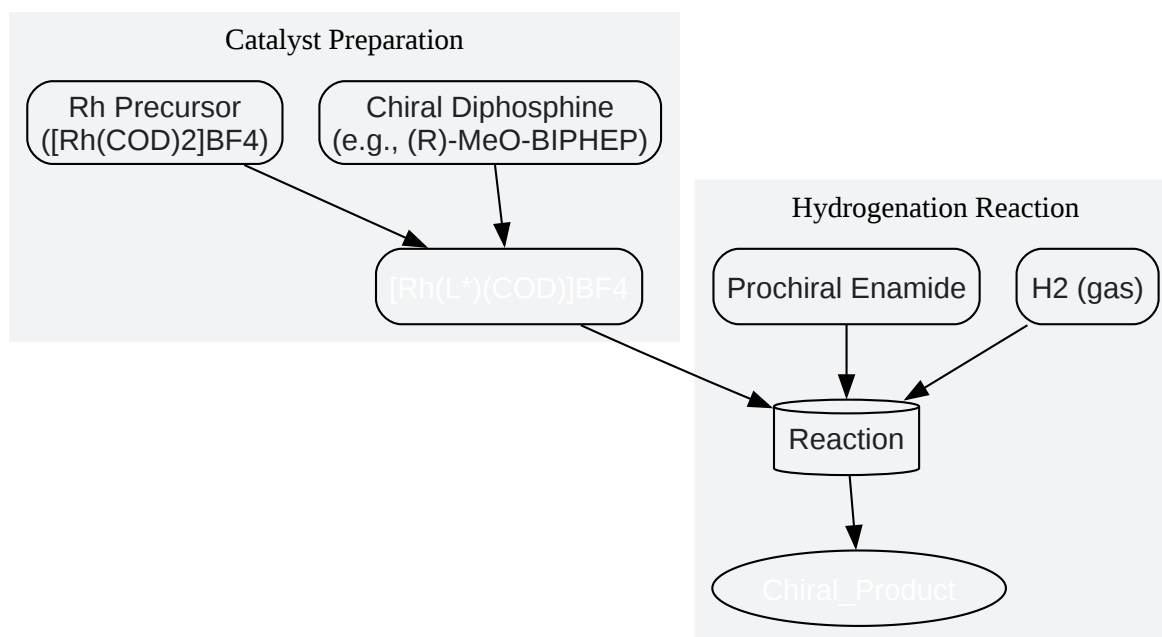 Catalyst Preparation
Rh Precursor
([Rh(COD)2]BF4)
Chiral Diphosphine
(e.g., (R)-MeO-BIPHEP)
[Rh(L*)(COD)]BF4
Hydrogenation Reaction
Prochiral Enamide
H2 (gas)
Reaction
Chiral_Product